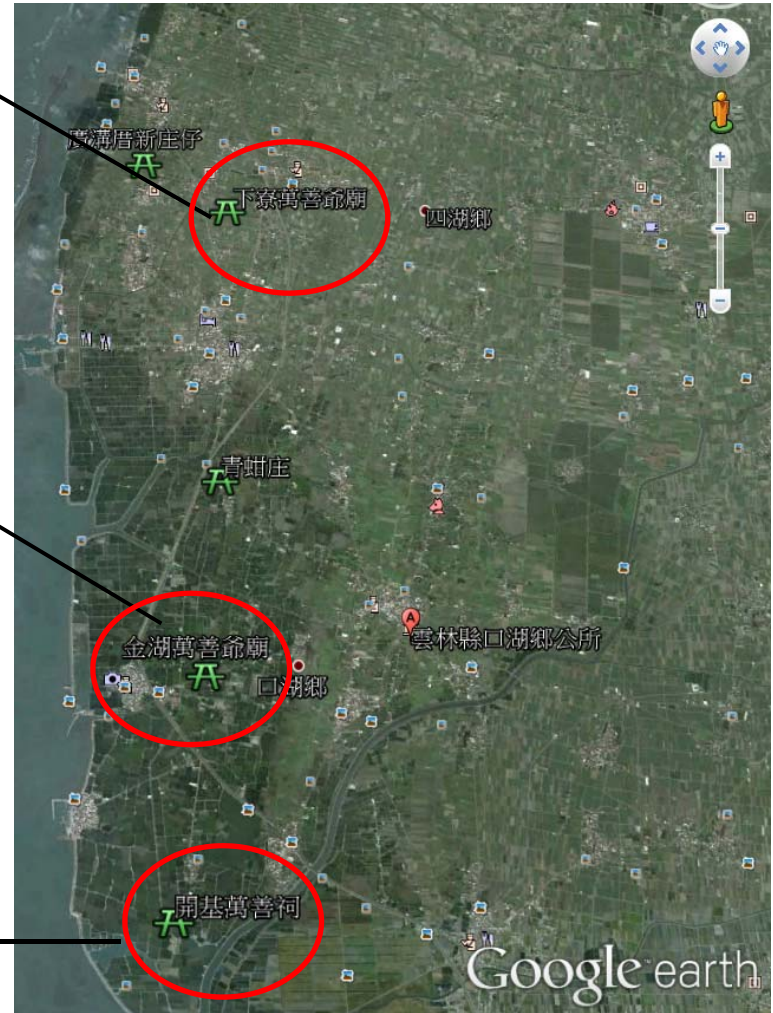 廣溝厝新庄仔
下寮萬善爺廟
四湖鄉
青蚶庄
A
雲林縣口湖鄉公所
金湖萬善爺廟
口湖鄉
開基萬善祠
Google earth